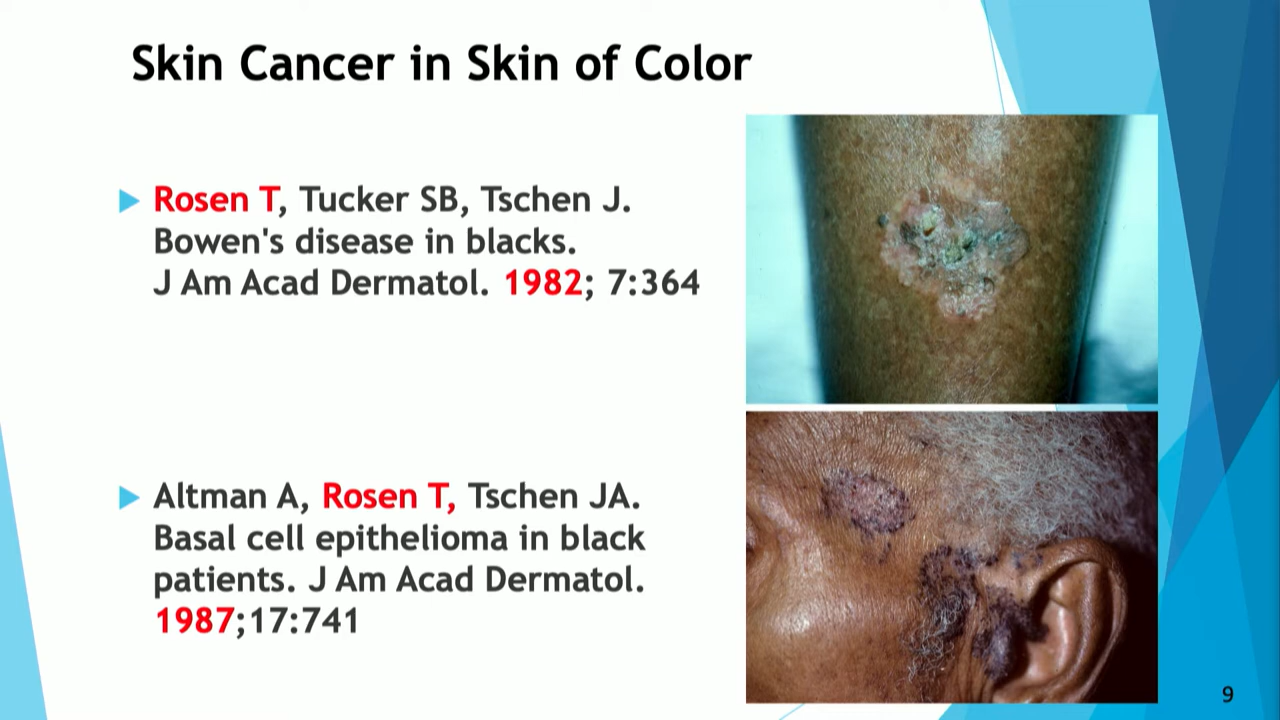 Skin Cancer in Skin of Color
Rosen T, Tucker SB, Tschen J.
Bowen's disease in blacks.
J Am Acad Dermatol. 1982; 7:364
Altman A, Rosen T, Tschen JA.
Basal cell epithelioma in black
patients. J Am Acad Dermatol.
1987;17:741
9